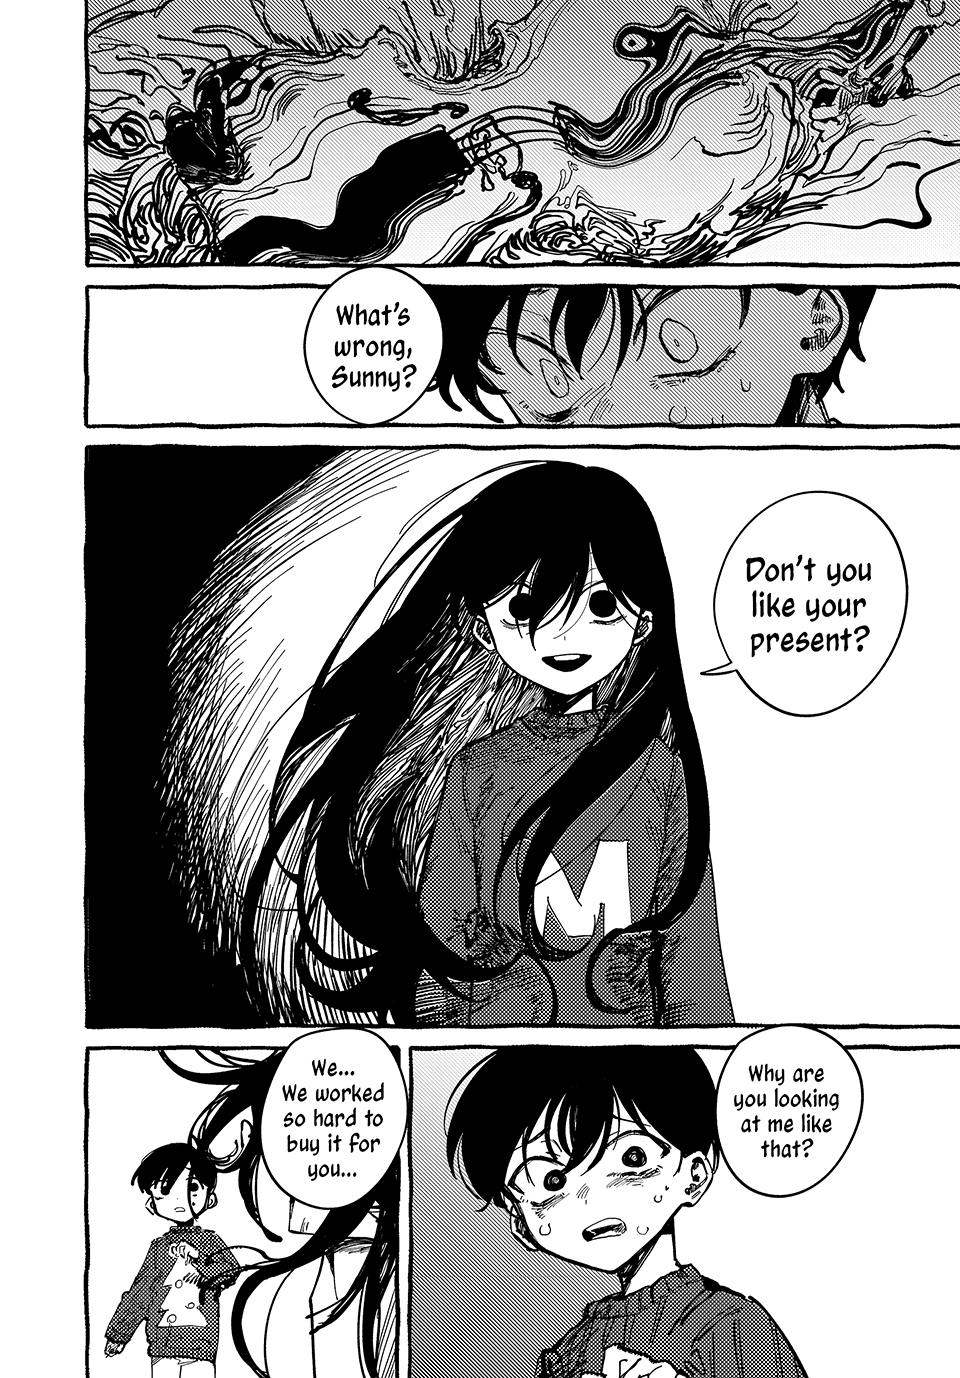 What's
wrong,
Sunny?
Don't you
like your
present?
M
Why are
you looking
at me like
that?
We...
We worked
so hard to
buy it for
you...